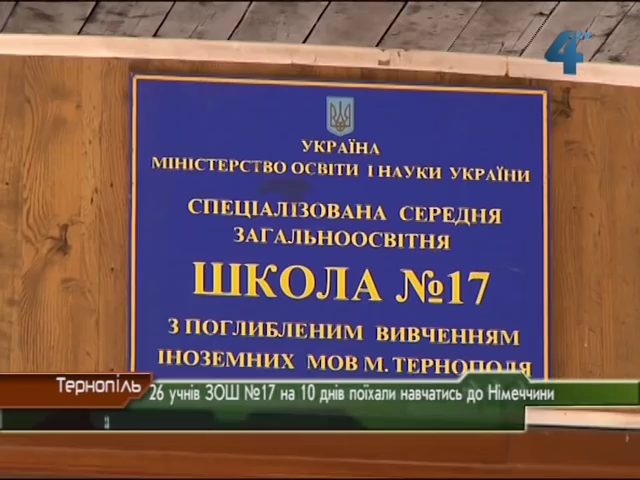 4
УКРАЇНА
МІНІСТЕРСТВО ОСВІТИ І НАУКИ УКРАЇНИ
СПЕЦІАЛІЗОВАНА СЕРЕДНЯ
ЗАГАЛЬНООСВІТНЯ
ШКОЛА №17
З ПОГЛИБЛЕНИМ ВИВЧЕННЯМ
ІНОЗЕМНИХ МОВ М. ТЕРНОПОЛЯ
Тернопіль
26 учнів ЗОШ №17 на 10 днів поїхали навчатись до Німеччини